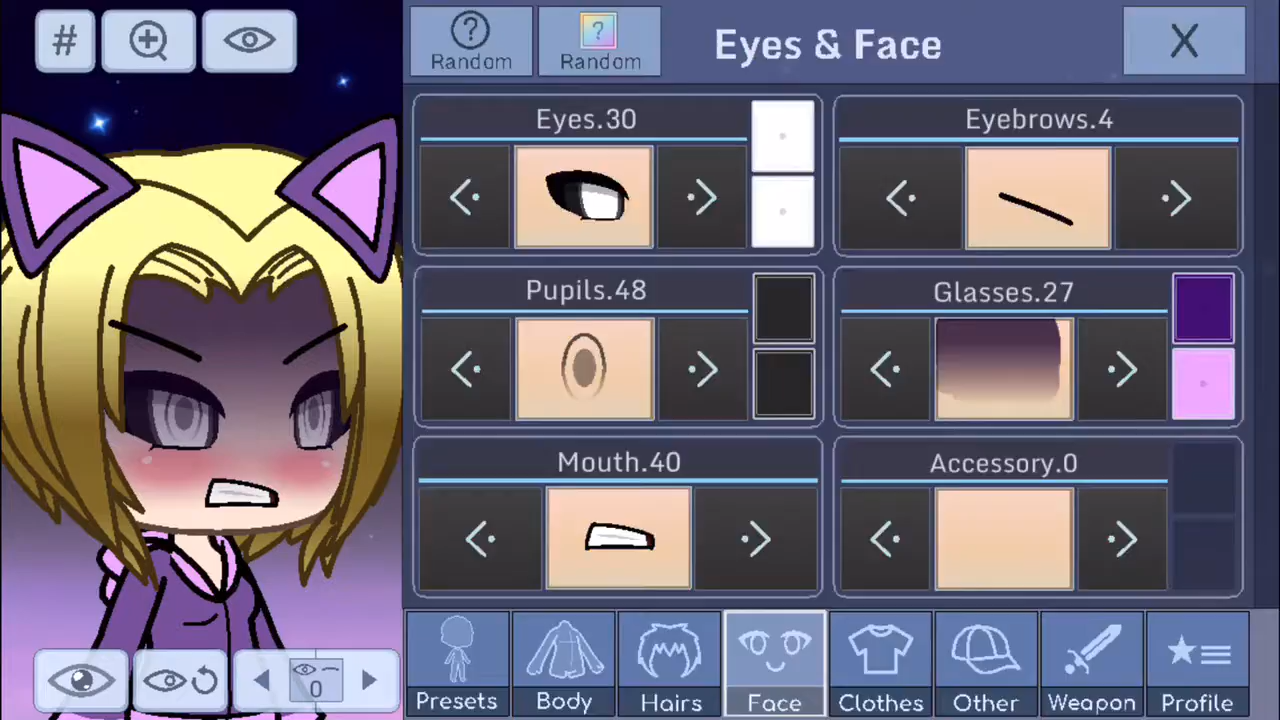 #
? Random
? Random
Eyes & Face
X
Eyes.30
Eyebrows.4
Pupils.48
Glasses.27
Mouth.40
Accessory.0
0
Presets
Body
Hairs
Face
Clothes
Other
Weapon
Profile